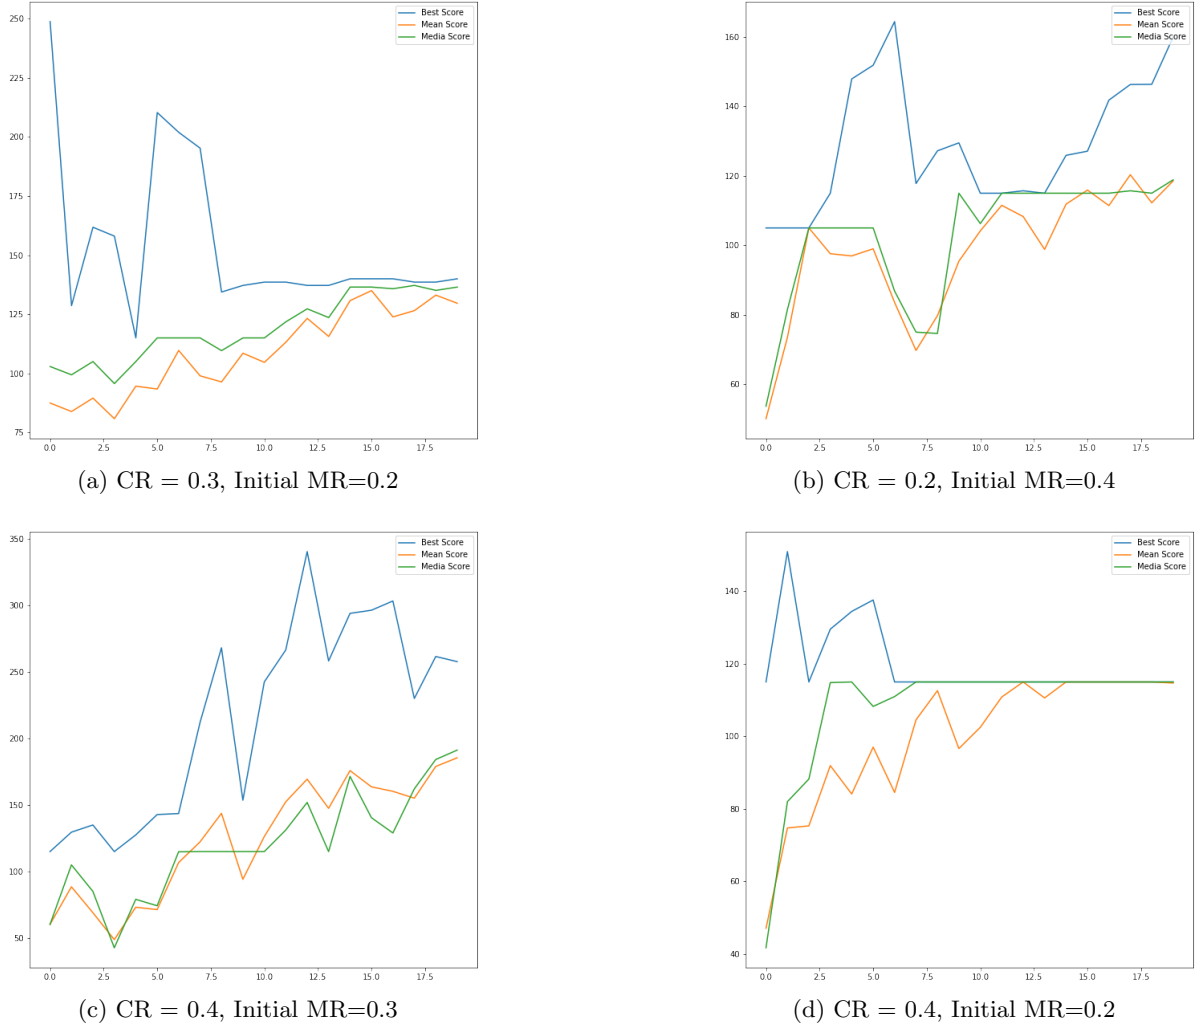 Best Score
Mean Score
Media Score
250
225
200
175
150
125
100
75
0.0 2.5 5.0 7.5 10.0 12.5 15.0 17.5
(a) CR = 0.3, Initial MR=0.2
Best Score
Mean Score
Media Score
160
140
120
100
80
60
0.0 2.5 5.0 7.5 10.0 12.5 15.0 17.5
(b) CR = 0.2, Initial MR=0.4
Best Score
Mean Score
Media Score
350
300
250
200
150
100
50
0.0 2.5 5.0 7.5 10.0 12.5 15.0 17.5
(c) CR = 0.4, Initial MR=0.3
Best Score
Mean Score
Media Score
140
120
100
80
60
40
0.0 2.5 5.0 7.5 10.0 12.5 15.0 17.5
(d) CR = 0.4, Initial MR=0.2